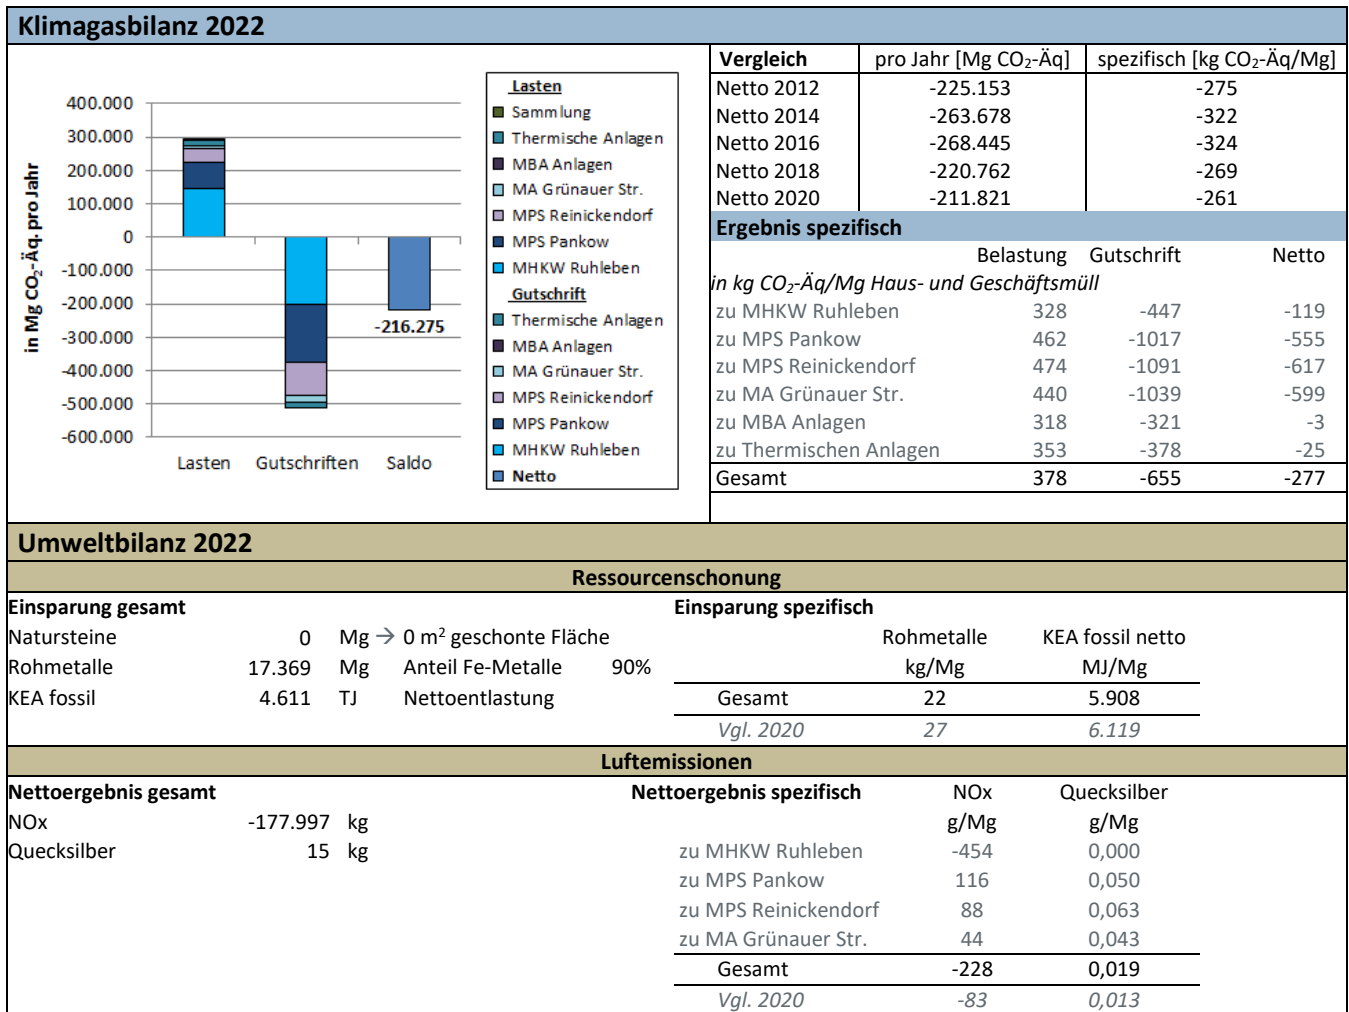 Klimagasbilanz 2022
400.000
300.000
200.000
100.000
0
-100.000
-200.000
-300.000
-400.000
-500.000
-600.000
in Mg CO₂-Äq. pro Jahr
-216.275
Lasten Gutschriften Saldo
Lasten
Sammlung
Thermische Anlagen
MBA Anlagen
MA Grünauer Str.
MPS Reinickendorf
MPS Pankow
MHKW Ruhleben
Gutschrift
Thermische Anlagen
MBA Anlagen
MA Grünauer Str.
MPS Reinickendorf
MPS Pankow
MHKW Ruhleben
Netto
Vergleich pro Jahr [Mg CO₂-Äq] spezifisch [kg CO₂-Äq/Mg]
Netto 2012 -225.153 -275
Netto 2014 -263.678 -322
Netto 2016 -268.445 -324
Netto 2018 -220.762 -269
Netto 2020 -211.821 -261
Ergebnis spezifisch
Belastung Gutschrift Netto
in kg CO₂-Äq/Mg Haus- und Geschäftsmüll
zu MHKW Ruhleben 328 -447 -119
zu MPS Pankow 462 -1017 -555
zu MPS Reinickendorf 474 -1091 -617
zu MA Grünauer Str. 440 -1039 -599
zu MBA Anlagen 318 -321 -3
zu Thermischen Anlagen 353 -378 -25
Gesamt 378 -655 -277
Umweltbilanz 2022
Ressourcenschonung
Einsparung gesamt Einsparung spezifisch
Natursteine 0 Mg → 0 m² geschonte Fläche Rohmetalle KEA fossil netto
Rohmetalle 17.369 Mg Anteil Fe-Metalle 90% kg/Mg MJ/Mg
KEA fossil 4.611 TJ Nettoentlastung Gesamt 22 5.908
Vgl. 2020 27 6.119
Luftemissionen
Nettoergebnis gesamt Nettoergebnis spezifisch NOx Quecksilber
NOx -177.997 kg g/Mg g/Mg
Quecksilber 15 kg zu MHKW Ruhleben -454 0,000
zu MPS Pankow 116 0,050
zu MPS Reinickendorf 88 0,063
zu MA Grünauer Str. 44 0,043
Gesamt -228 0,019
Vgl. 2020 -83 0,013